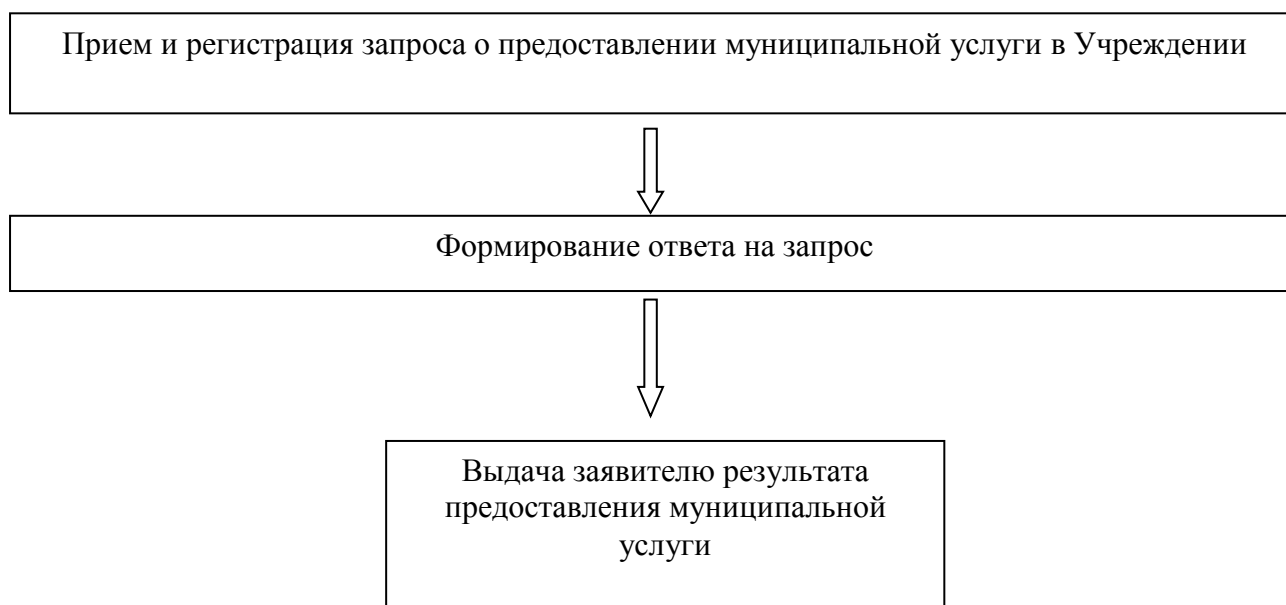 Прием и регистрация запроса о предоставлении муниципальной услуги в Учреждении
Формирование ответа на запрос
Выдача заявителю результата
предоставления муниципальной
услуги